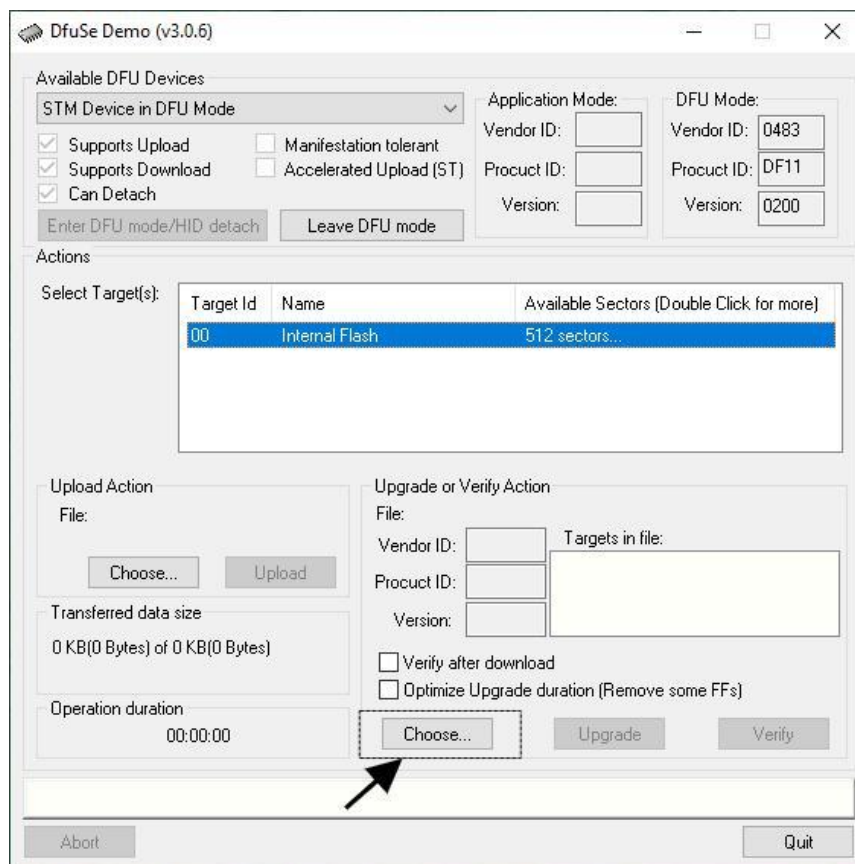 DfuSe Demo (v3.0.6)
Available DFU Devices
STM Device in DFU Mode
Supports Upload
Manifestation tolerant
Supports Download
Accelerated Upload (ST)
Can Detach
Enter DFU mode/HID detach
Leave DFU mode
Application Mode:
Vendor ID:
Procuct ID:
Version:
DFU Mode:
Vendor ID: 0483
Procuct ID: DF11
Version: 0200
Actions
Select Target(s):
Target Id Name Available Sectors (Double Click for more)
00 Internal Flash 512 sectors...
Upload Action
File:
Choose... Upload
Transferred data size
0 KB(0 Bytes) of 0 KB(0 Bytes)
Operation duration
00:00:00
Upgrade or Verify Action
File:
Vendor ID:
Procuct ID:
Version:
Targets in file:
Verify after download
Optimize Upgrade duration (Remove some FFs)
Choose... Upgrade Verify
Abort Quit